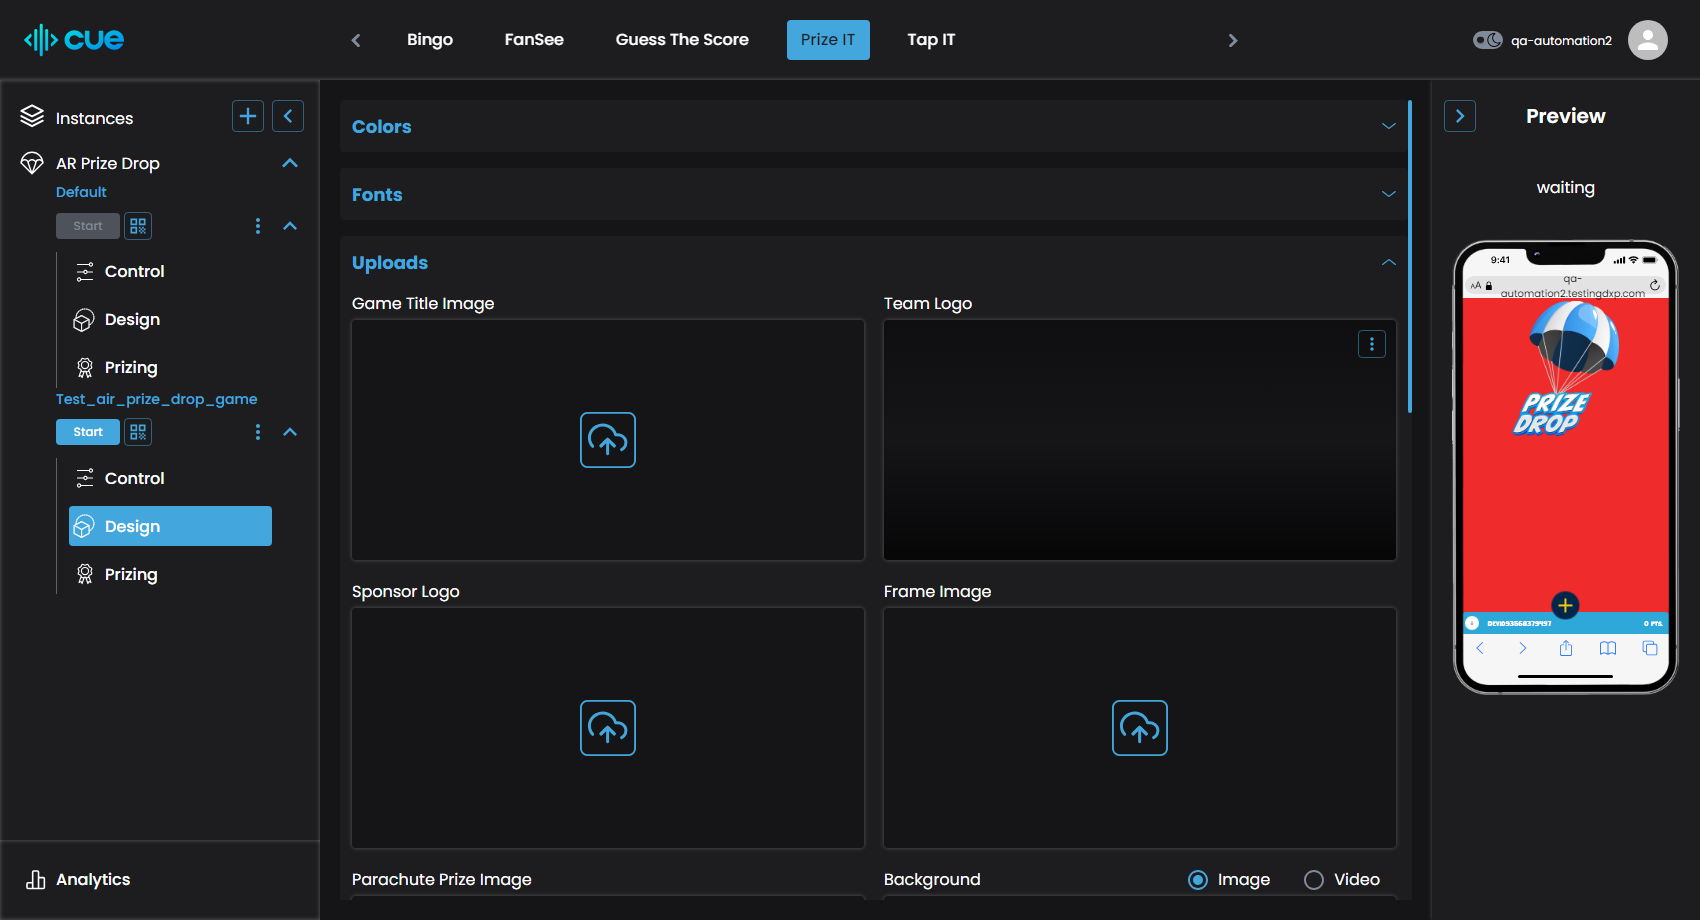 cue
Bingo
FanSee
Guess The Score
Prize IT
Tap IT
qa-automation2
Instances
AR Prize Drop
Default
Start
Control
Design
Prizing
Test_air_prize_drop_game
Start
Control
Design
Prizing
Analytics
Colors
Fonts
Uploads
Game Title Image
Team Logo
Sponsor Logo
Frame Image
Parachute Prize Image
Background
Image
Video
Preview
waiting
9:41
AA
qa-
automation2.testingdxp.com
PRIZE
DROP
0 PTS.